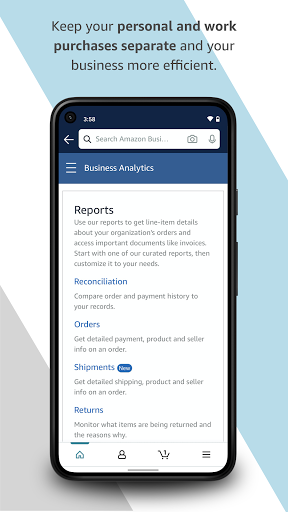 Keep your personal and work
purchases separate and your
business more efficient.
3:58
Search Amazon Busi...
Business Analytics
Reports
Use our reports to get line-item details
about your organization's orders and
access important documents like invoices.
Start with one of our curated reports, then
customize it to your needs.
Reconciliation
Compare order and payment history to
your records.
Orders
Get detailed payment, product and seller
info on an order.
Shipments New
Get detailed shipping, product and seller
info on an order.
Returns
Monitor what items are being returned and
the reasons why.
1